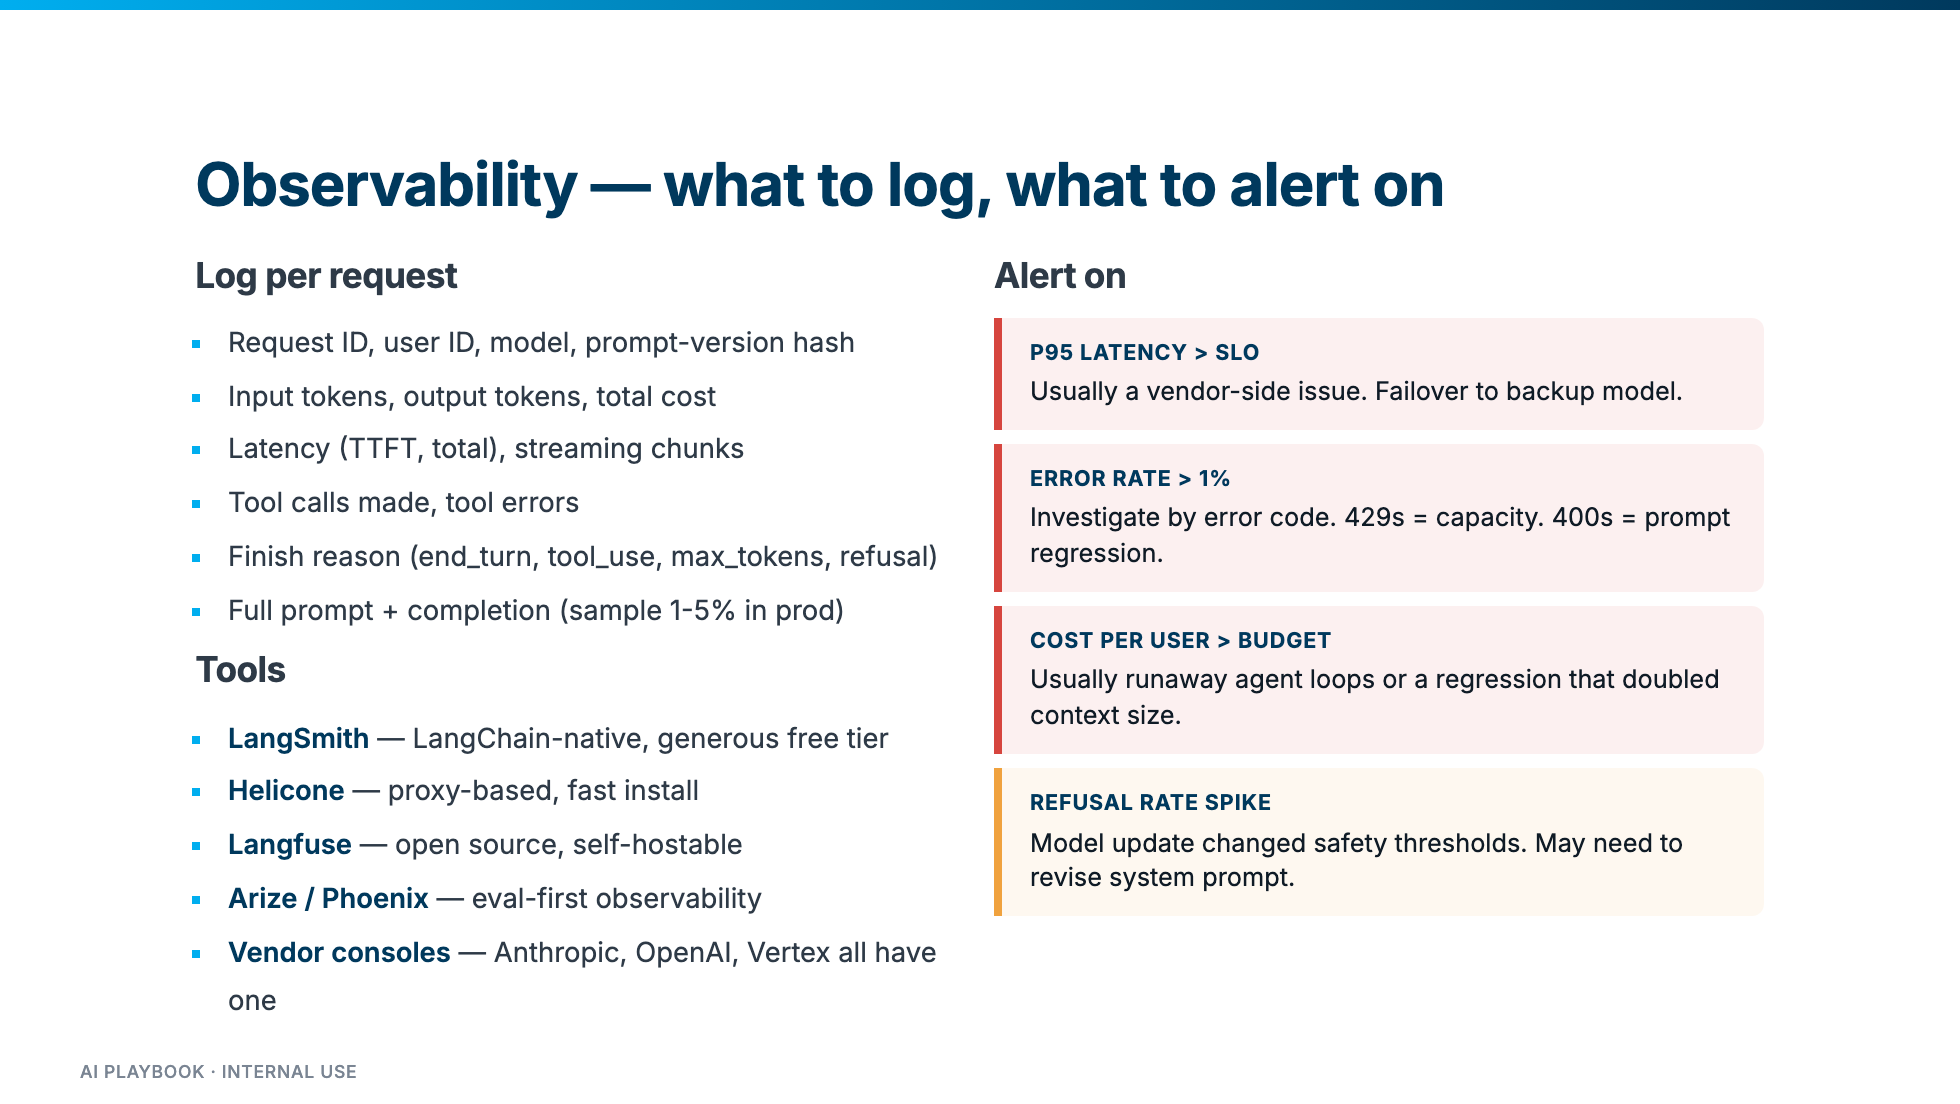 Observability — what to log, what to alert on
Log per request
Request ID, user ID, model, prompt-version hash
Input tokens, output tokens, total cost
Latency (TTFT, total), streaming chunks
Tool calls made, tool errors
Finish reason (end_turn, tool_use, max_tokens, refusal)
Full prompt + completion (sample 1-5% in prod)
Tools
LangSmith — LangChain-native, generous free tier
Helicone — proxy-based, fast install
Langfuse — open source, self-hostable
Arize / Phoenix — eval-first observability
Vendor consoles — Anthropic, OpenAI, Vertex all have
one
Alert on
P95 LATENCY > SLO
Usually a vendor-side issue. Failover to backup model.
ERROR RATE > 1%
Investigate by error code. 429s = capacity. 400s = prompt
regression.
COST PER USER > BUDGET
Usually runaway agent loops or a regression that doubled
context size.
REFUSAL RATE SPIKE
Model update changed safety thresholds. May need to
revise system prompt.
AI PLAYBOOK · INTERNAL USE